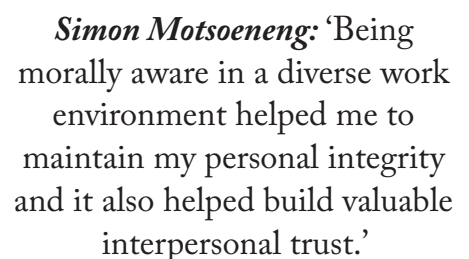 Simon Motsoeneng: ‘Being
morally aware in a diverse work
environment helped me to
maintain my personal integrity
and it also helped build valuable
interpersonal trust.’